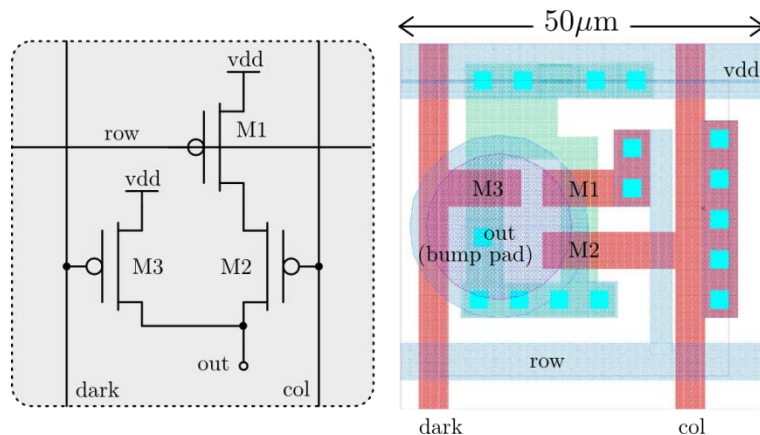 vdd
row
M1
vdd
M3
M2
out
dark
col
50μm
vdd
M3
M1
out
M2
(bump pad)
row
dark
col